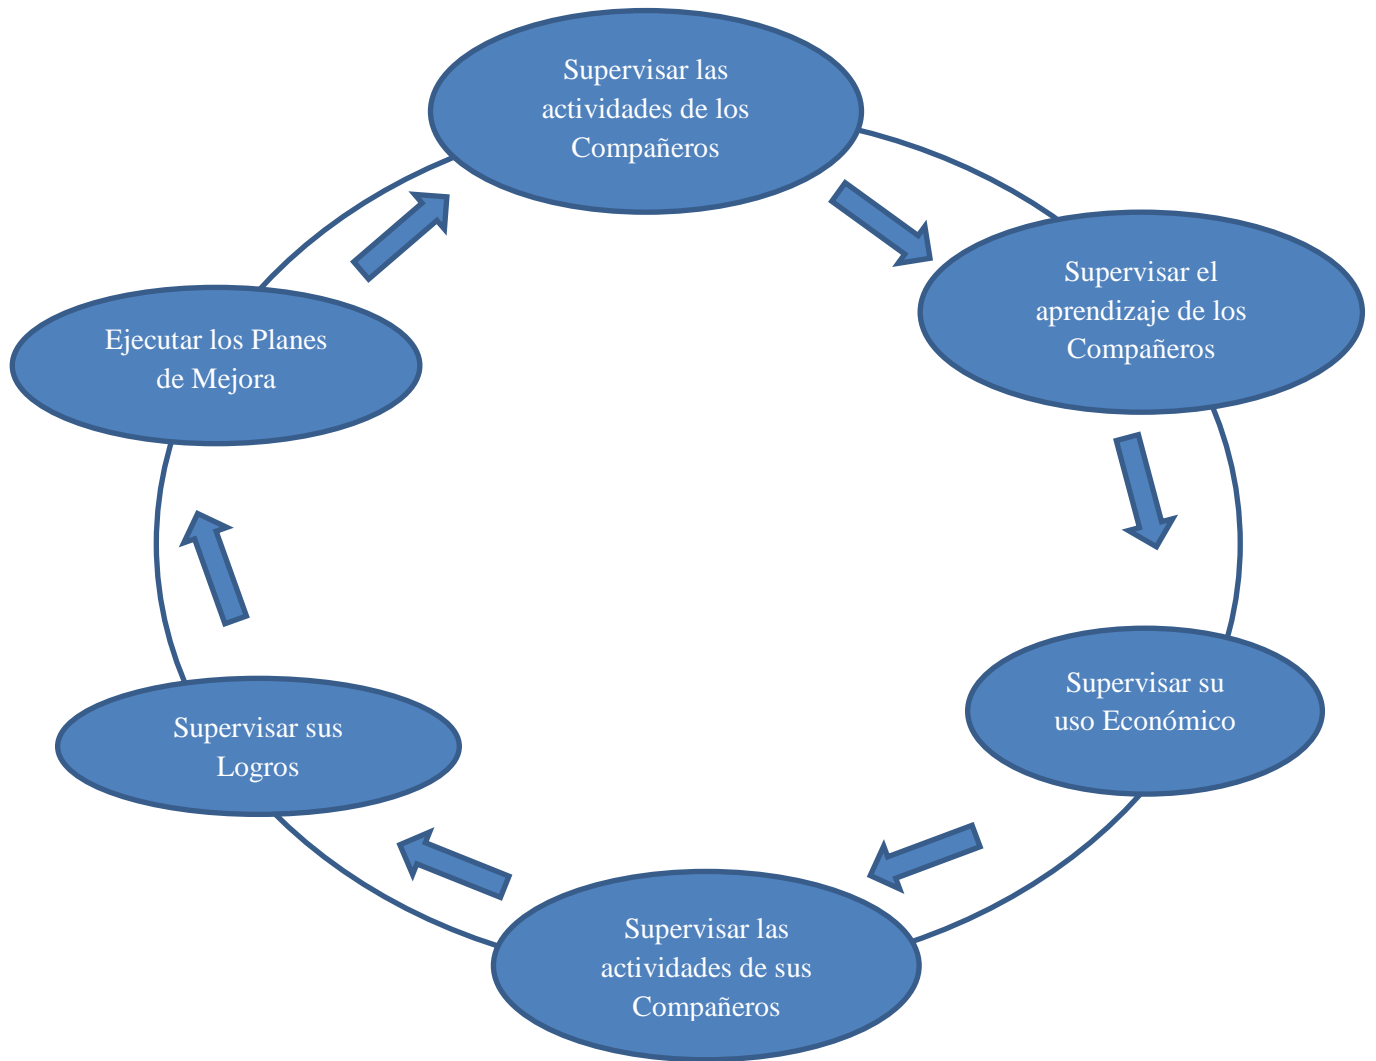 Supervisar las
actividades de los
Compañeros
Supervisar el
aprendizaje de los
Compañeros
Supervisar su
uso Económico
Supervisar las
actividades de sus
Compañeros
Supervisar sus
Logros
Ejecutar los Planes
de Mejora